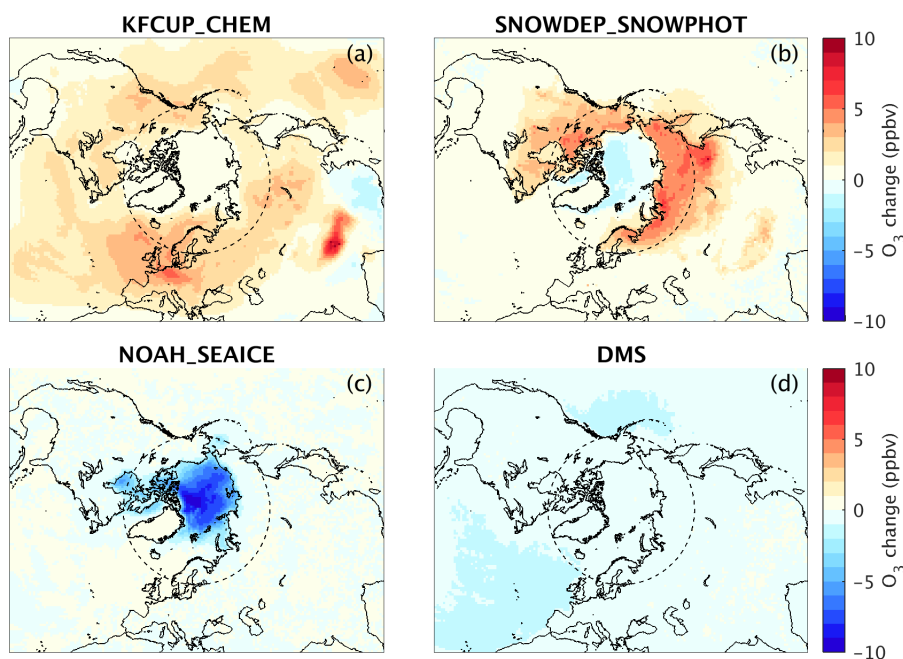 KFCUP_CHEM
SNOWDEP_SNOWPHOT
(a)
(b)
10
5
0
−5
−10
O3 change (ppbv)
NOAH_SEAICE
DMS
(c)
(d)
10
5
0
−5
−10
O3 change (ppbv)